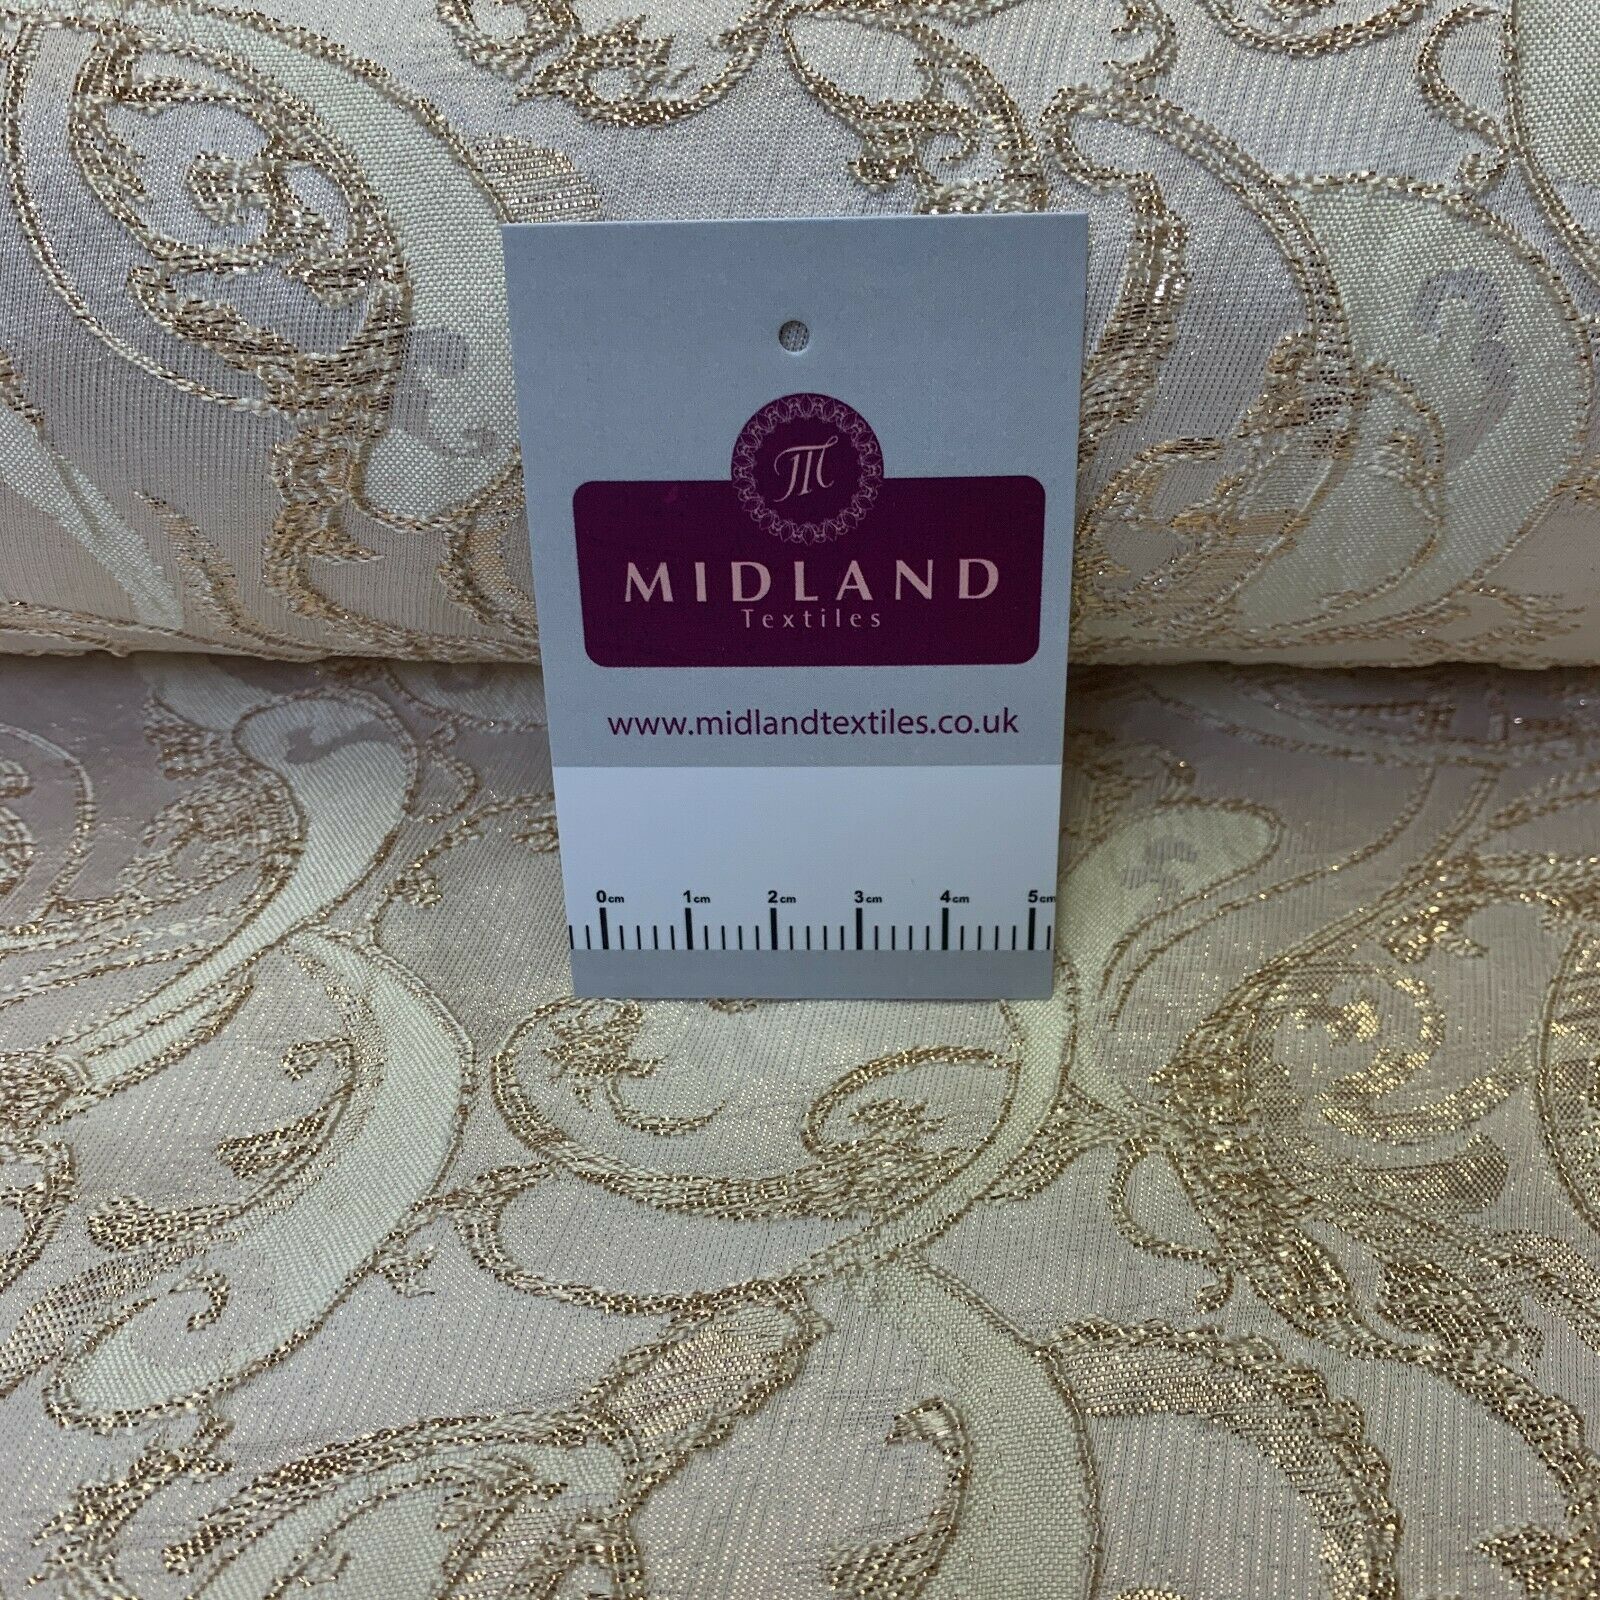 M
MIDLAND
Textiles
www.midlandtextiles.co.uk
0cm 1cm 2cm 3cm 4cm 5cm